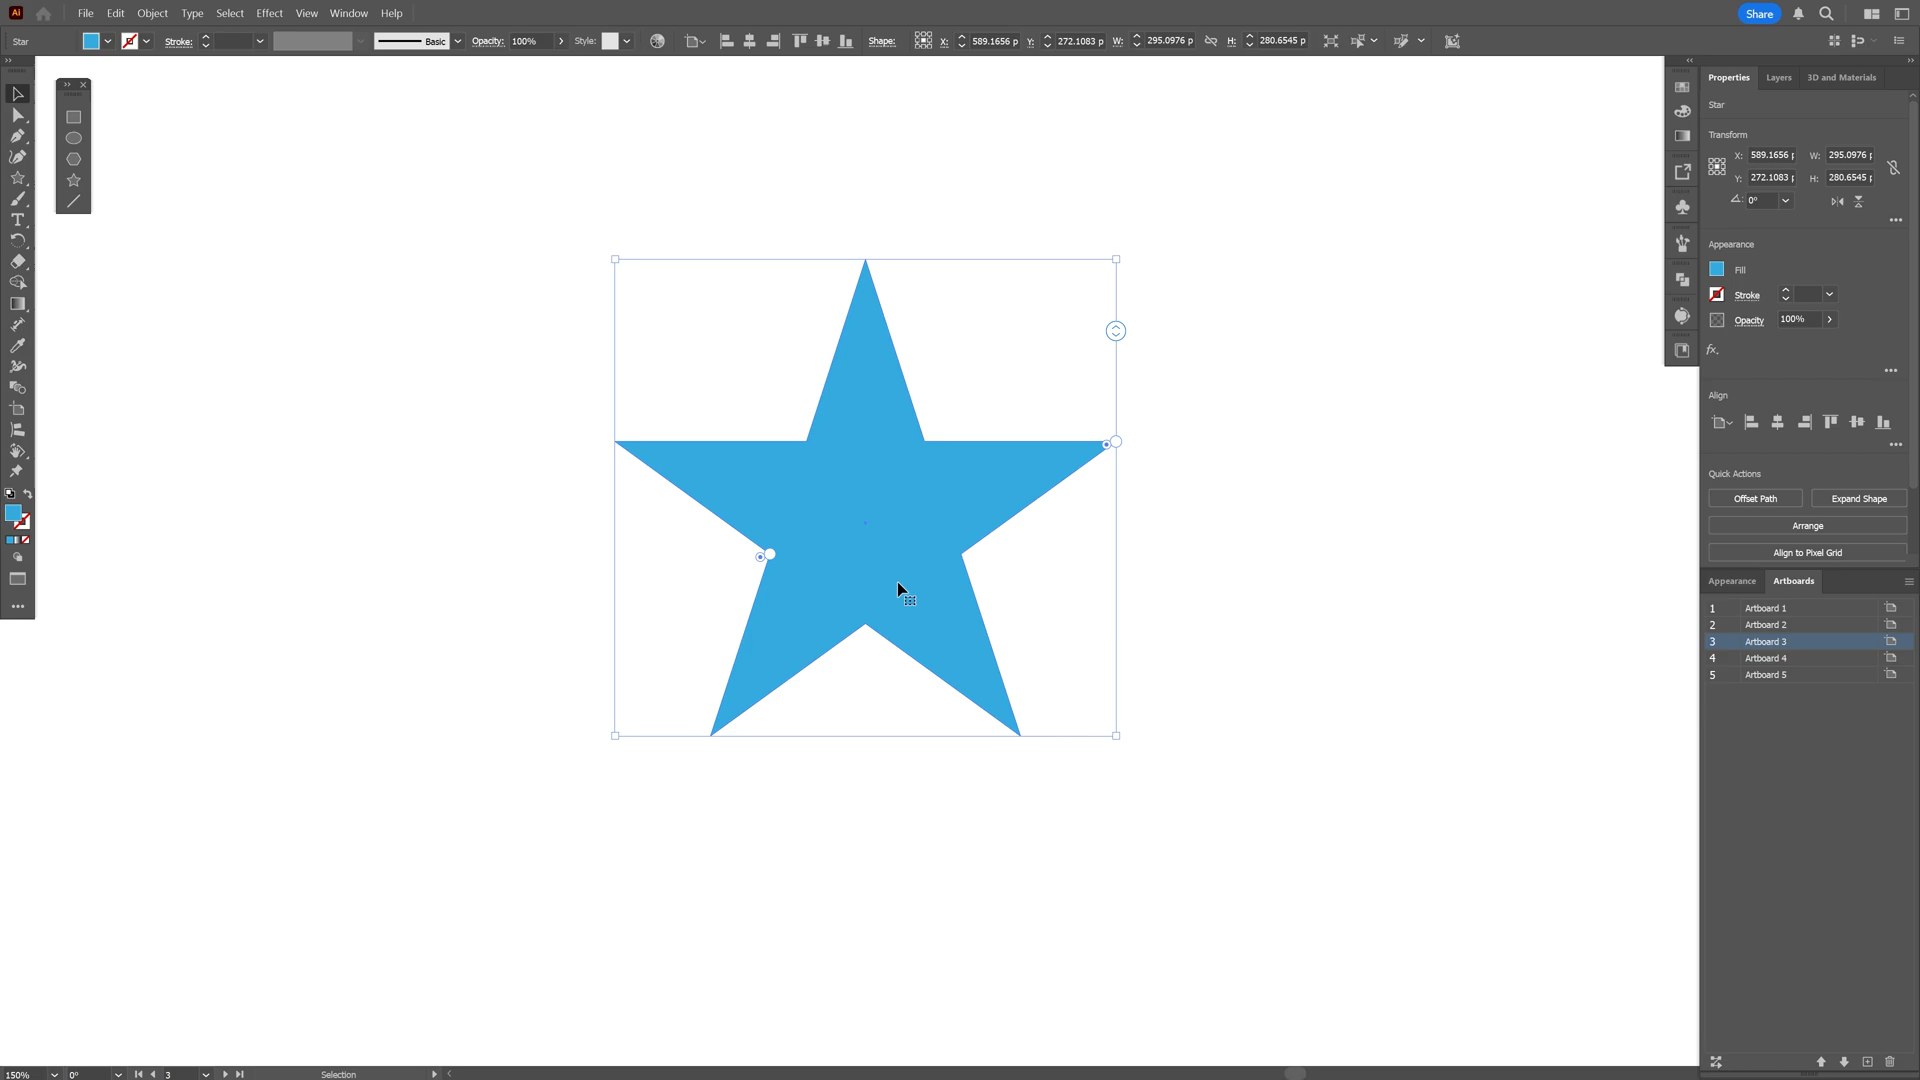 Ai File Edit Object Type Select Effect View Window Help Share
Star Stroke: Basic Opacity: 100% Style: Shape: X: 589.1656 p Y: 272.1083 p W: 295.0976 p H: 280.6545 p
Properties Layers 3D and Materials
Star
Transform
X: 589.1656 p W: 295.0976 p
Y: 272.1083 p H: 280.6545 p
0°
Appearance
Fill
Stroke
Opacity 100%
fx.
Align
Quick Actions
Offset Path Expand Shape
Arrange
Align to Pixel Grid
Appearance Artboards
1 Artboard 1
2 Artboard 2
3 Artboard 3
4 Artboard 4
5 Artboard 5
150% 0° 3 Selection